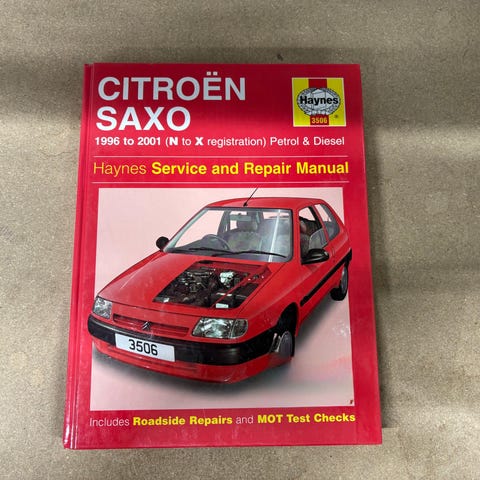 CITROËN
SAXO
Haynes
3506
®
1996 to 2001 (N to X registration) Petrol & Diesel
Haynes Service and Repair Manual
3506
Includes Roadside Repairs and MOT Test Checks